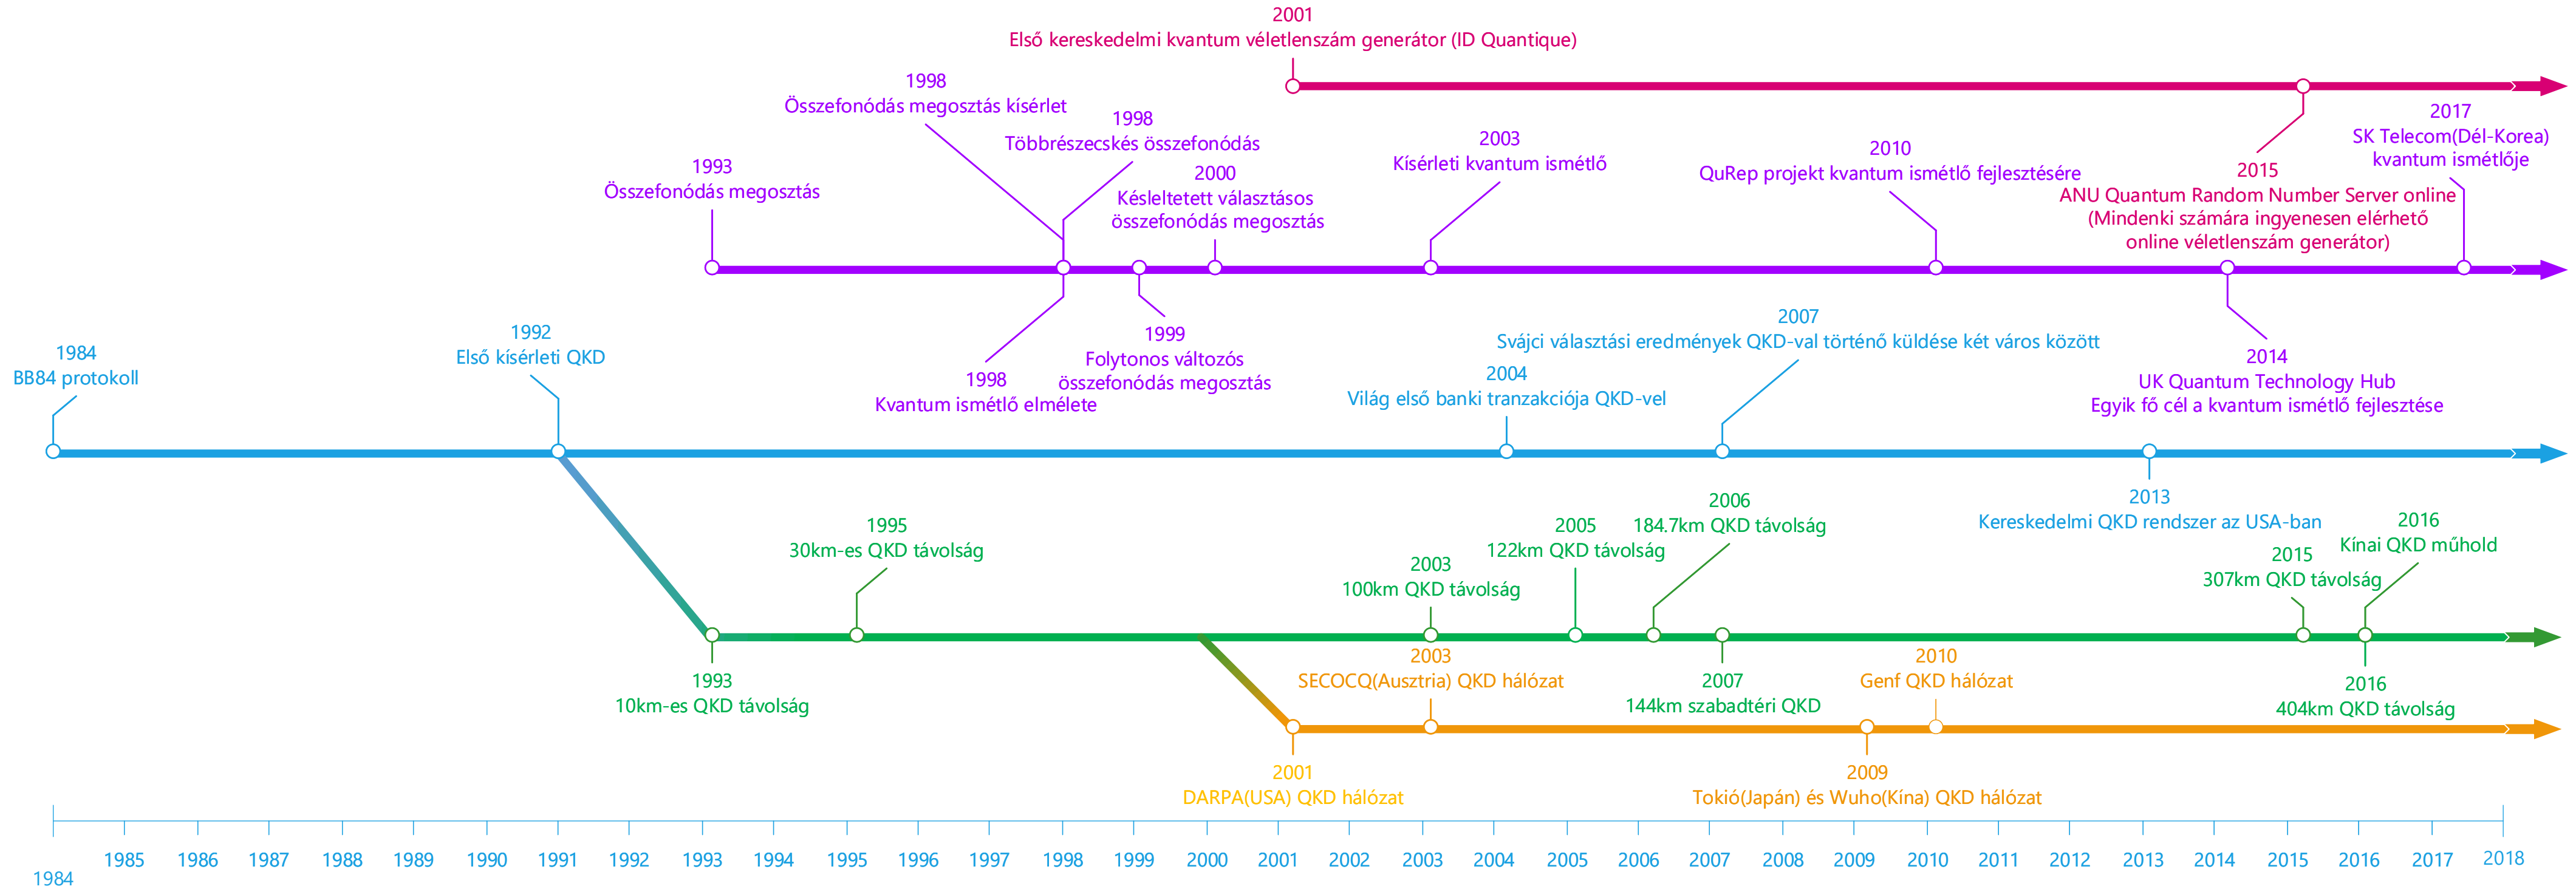 2001
Első kereskedelmi kvantum véletlenszám generátor (ID Quantique)
1998
Összefonódás megosztás kísérlet
1998
Többrészecskés összefonódás
1993
Összefonódás megosztás
2000
Késleltetett választásos
összefonódás megosztás
2003
Kísérleti kvantum ismétlő
2010
QuRep projekt kvantum ismétlő fejlesztésére
2015
ANU Quantum Random Number Server online
(Mindenki számára ingyenesen elérhető
online véletlenszám generátor)
2017
SK Telecom(Dél-Korea)
kvantum ismétlője
1998
Kvantum ismétlő elmélete
1999
Folytonos változós
összefonódás megosztás
2014
UK Quantum Technology Hub
Egyik fő cél a kvantum ismétlő fejlesztése
1984
BB84 protokoll
1992
Első kísérleti QKD
2004
Világ első banki tranzakciója QKD-vel
2007
Svájci választási eredmények QKD-val történő küldése két város között
2013
Kereskedelmi QKD rendszer az USA-ban
1995
30km-es QKD távolság
2003
100km QKD távolság
2005
122km QKD távolság
2006
184.7km QKD távolság
2015
307km QKD távolság
2016
Kínai QKD műhold
1993
10km-es QKD távolság
2007
144km szabadtéri QKD
2016
404km QKD távolság
2003
SECOCQ(Ausztria) QKD hálózat
2010
Genf QKD hálózat
2001
DARPA(USA) QKD hálózat
2009
Tokió(Japán) és Wuho(Kína) QKD hálózat
1984 1985 1986 1987 1988 1989 1990 1991 1992 1993 1994 1995 1996 1997 1998 1999 2000 2001 2002 2003 2004 2005 2006 2007 2008 2009 2010 2011 2012 2013 2014 2015 2016 2017 2018